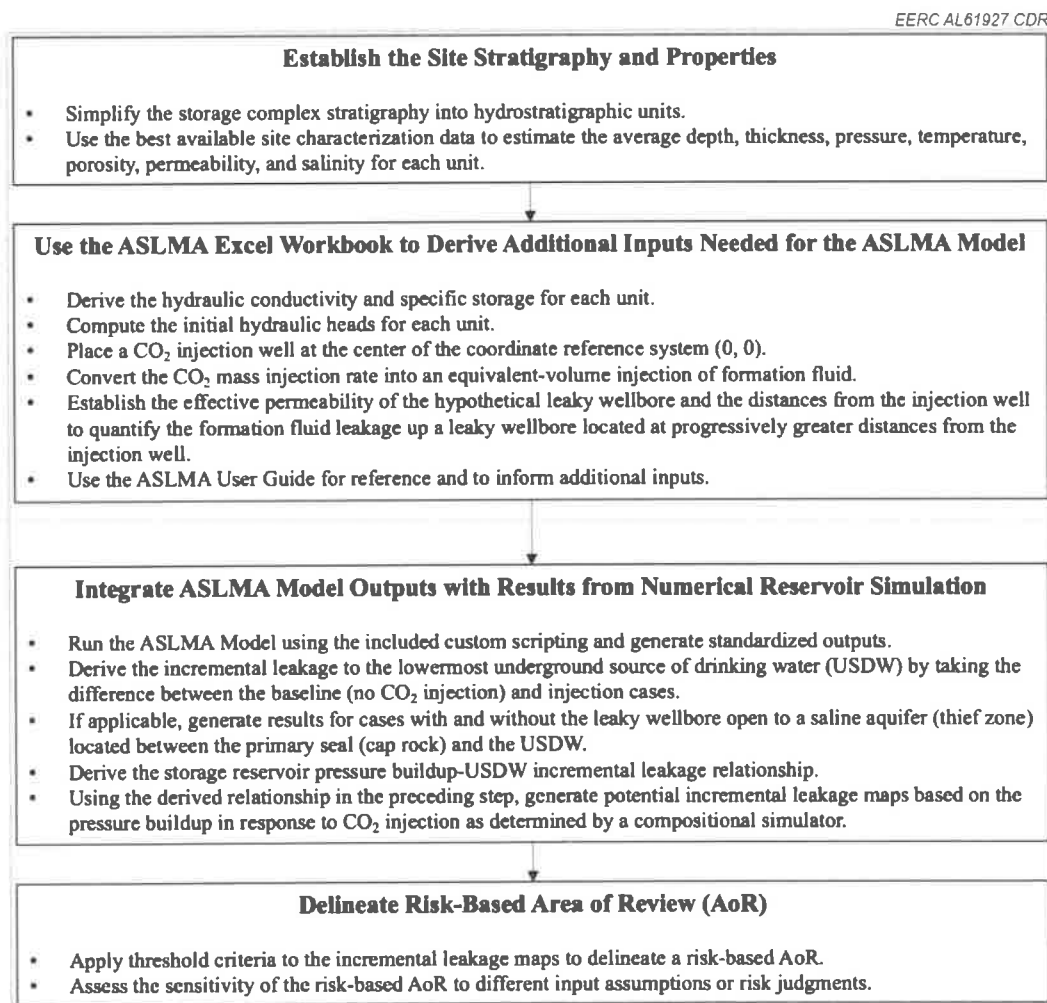 EERC AL61927 CDR
Establish the Site Stratigraphy and Properties
• Simplify the storage complex stratigraphy into hydrostratigraphic units.
• Use the best available site characterization data to estimate the average depth, thickness, pressure, temperature,
porosity, permeability, and salinity for each unit.
Use the ASLMA Excel Workbook to Derive Additional Inputs Needed for the ASLMA Model
• Derive the hydraulic conductivity and specific storage for each unit.
• Compute the initial hydraulic heads for each unit.
• Place a CO₂ injection well at the center of the coordinate reference system (0, 0).
• Convert the CO₂ mass injection rate into an equivalent-volume injection of formation fluid.
• Establish the effective permeability of the hypothetical leaky wellbore and the distances from the injection well
to quantify the formation fluid leakage up a leaky wellbore located at progressively greater distances from the
injection well.
• Use the ASLMA User Guide for reference and to inform additional inputs.
Integrate ASLMA Model Outputs with Results from Numerical Reservoir Simulation
• Run the ASLMA Model using the included custom scripting and generate standardized outputs.
• Derive the incremental leakage to the lowermost underground source of drinking water (USDW) by taking the
difference between the baseline (no CO₂ injection) and injection cases.
• If applicable, generate results for cases with and without the leaky wellbore open to a saline aquifer (thief zone)
located between the primary seal (cap rock) and the USDW.
• Derive the storage reservoir pressure buildup-USDW incremental leakage relationship.
• Using the derived relationship in the preceding step, generate potential incremental leakage maps based on the
pressure buildup in response to CO₂ injection as determined by a compositional simulator.
Delineate Risk-Based Area of Review (AoR)
• Apply threshold criteria to the incremental leakage maps to delineate a risk-based AoR.
• Assess the sensitivity of the risk-based AoR to different input assumptions or risk judgments.